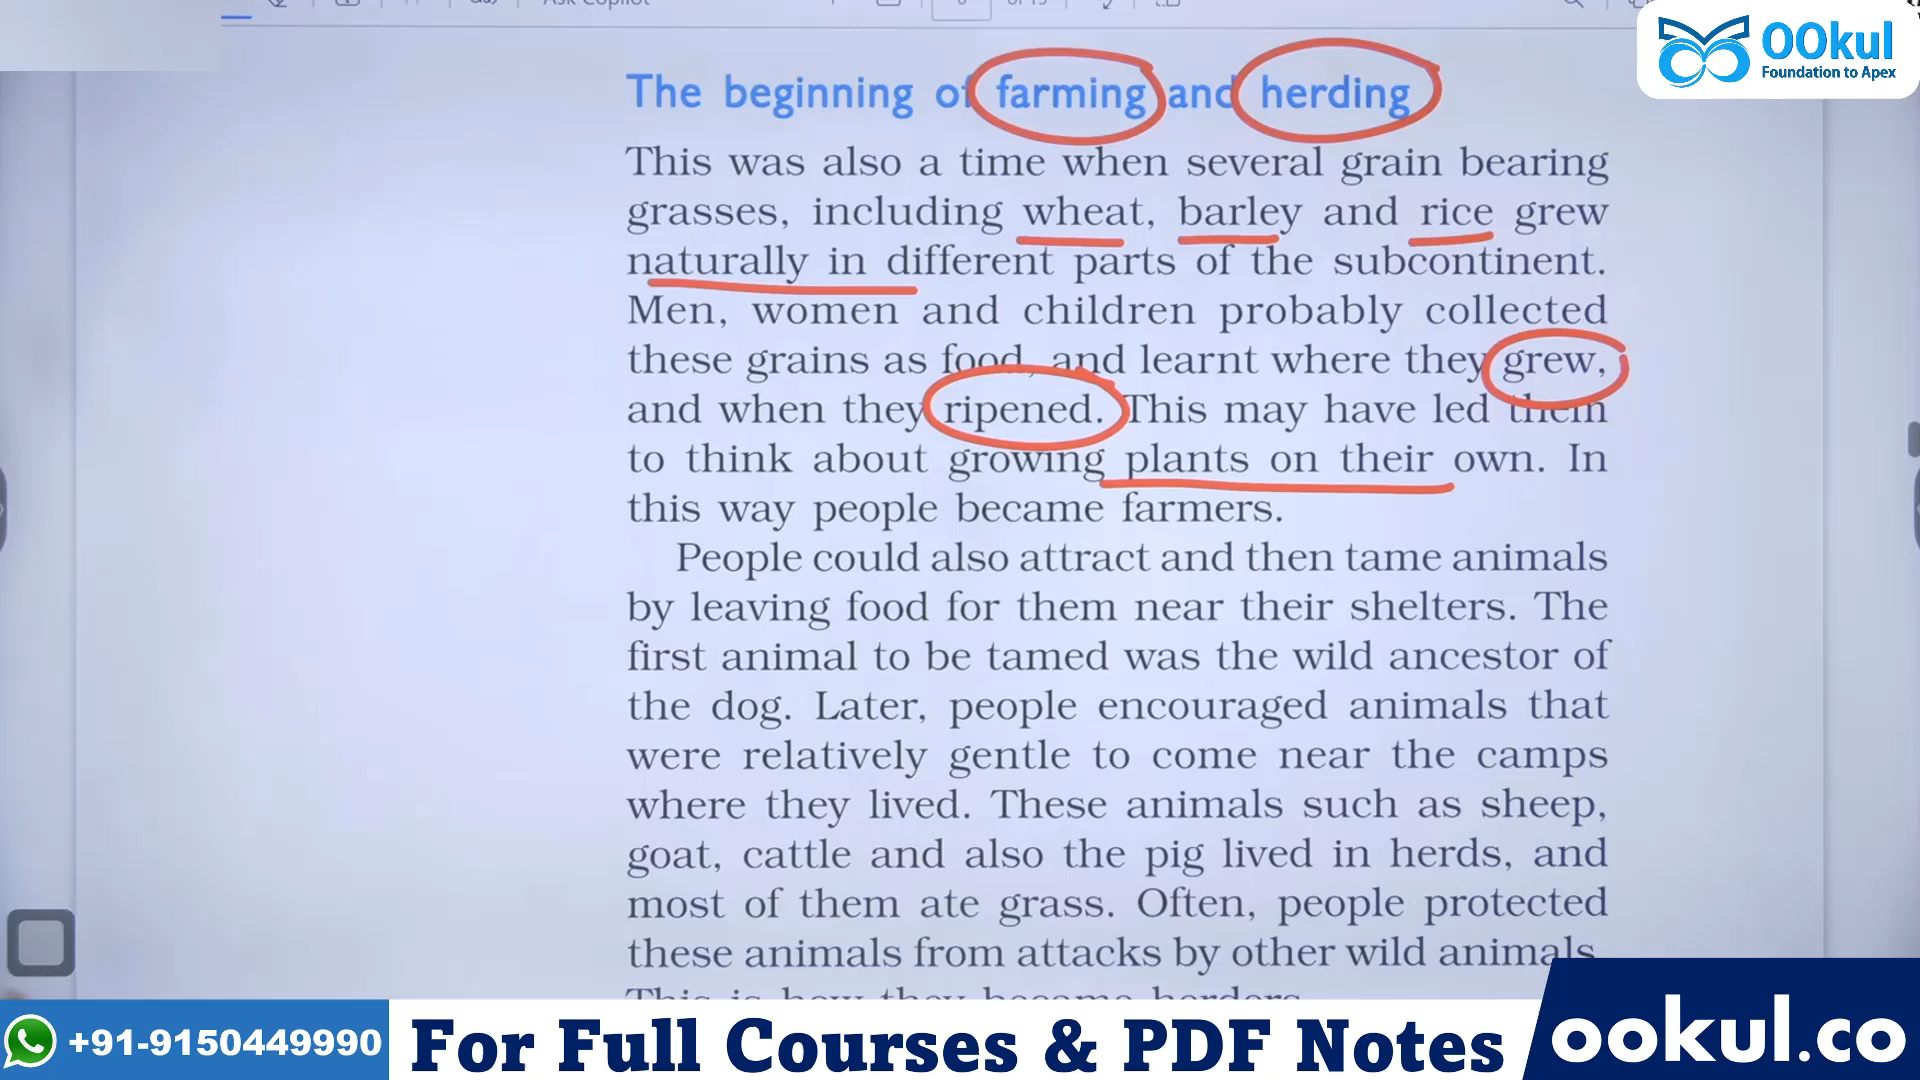 OOkul
Foundation to Apex
The beginning of farming and herding
This was also a time when several grain bearing
grasses, including wheat, barley and rice grew
naturally in different parts of the subcontinent.
Men, women and children probably collected
these grains as food, and learnt where they grew,
and when they ripened. This may have led them
to think about growing plants on their own. In
this way people became farmers.
People could also attract and then tame animals
by leaving food for them near their shelters. The
first animal to be tamed was the wild ancestor of
the dog. Later, people encouraged animals that
were relatively gentle to come near the camps
where they lived. These animals such as sheep,
goat, cattle and also the pig lived in herds, and
most of them ate grass. Often, people protected
these animals from attacks by other wild animals.
This is how they became herders.
+91-9150449990
For Full Courses & PDF Notes
ookul.co